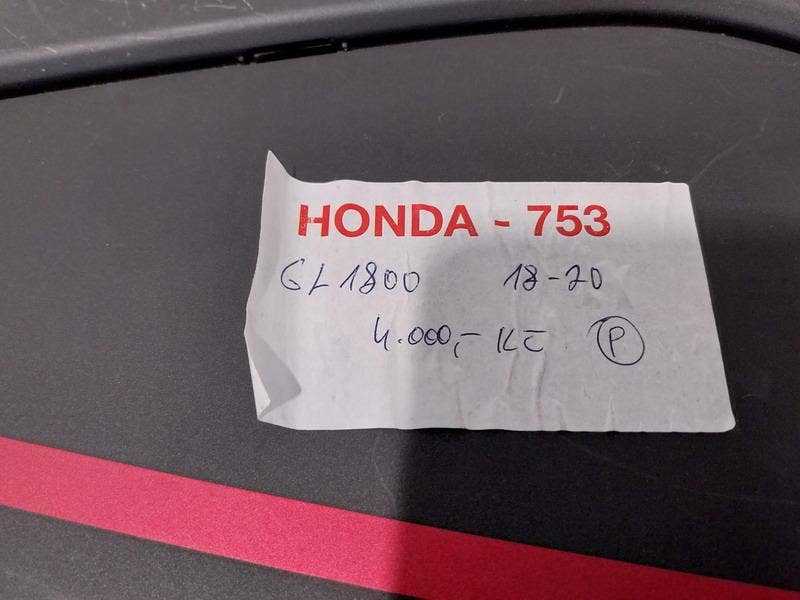 HONDA - 753
GL1800 18-20
4.000,- Kč P